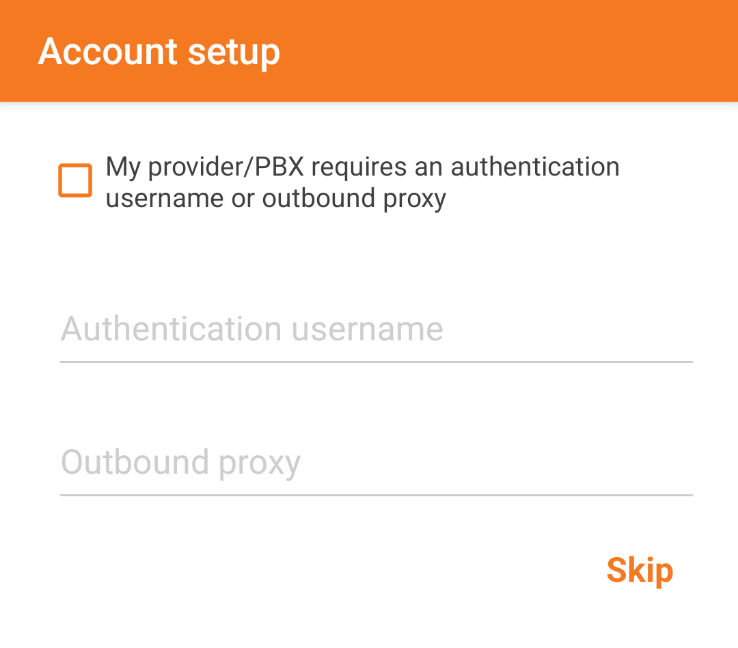 Account setup
My provider/PBX requires an authentication
username or outbound proxy
Authentication username
Outbound proxy
Skip